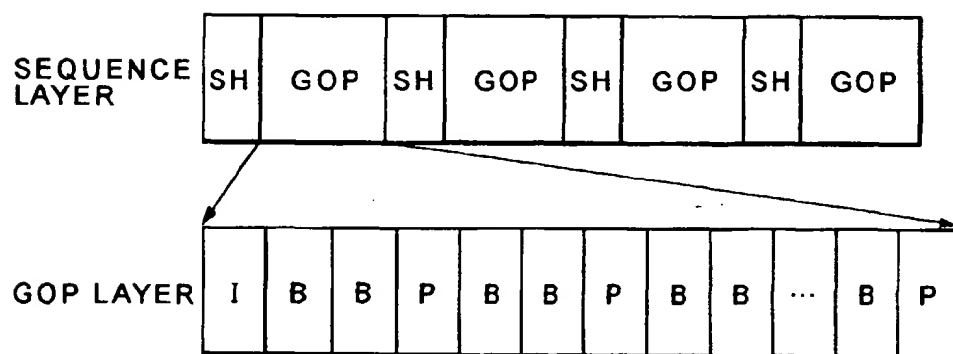 SEQUENCE
LAYER
SH GOP SH GOP SH GOP SH GOP
GOP LAYER I B B P B B P B B ... B P